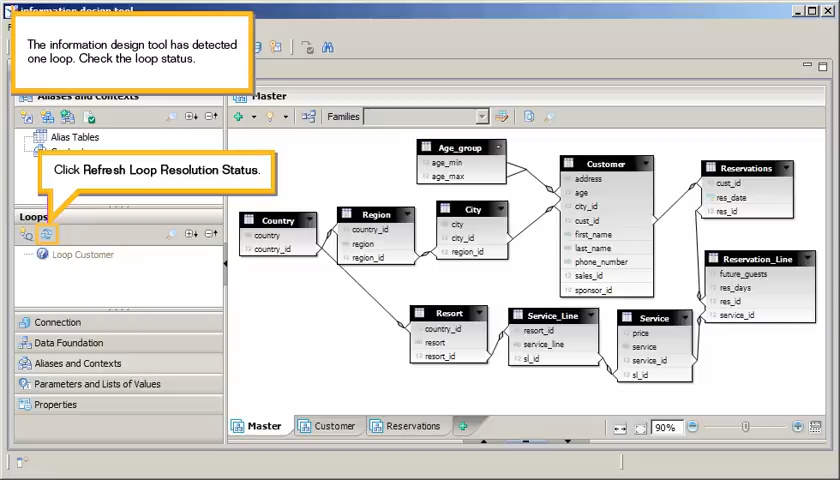 information design tool
The information design tool has detected
one loop. Check the loop status.
Aliases and Contexts
Alias Tables
Click Refresh Loop Resolution Status.
Loops
Loop Customer
Connection
Data Foundation
Aliases and Contexts
Parameters and Lists of Values
Properties
Master
Families
Age_group
age_min
age_max
Customer
address
age
city_id
cust_id
first_name
last_name
phone_number
sales_id
sponsor_id
Reservations
cust_id
res_date
res_id
Country
country
country_id
Region
country_id
region
region_id
City
city
city_id
region_id
Reservation_Line
future_guests
res_days
res_id
service_id
Resort
country_id
resort
resort_id
Service_Line
resort_id
service_line
sl_id
Service
price
service
service_id
sl_id
Master
Customer
Reservations
90%